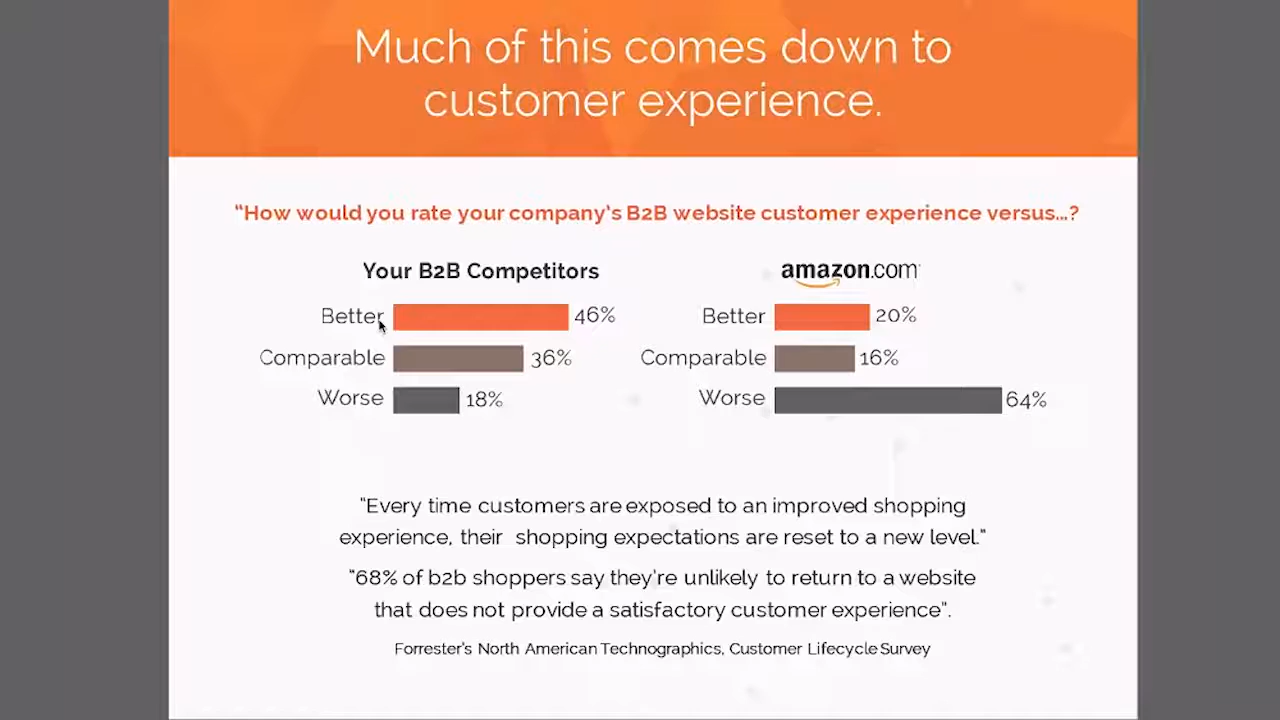 Much of this comes down to
customer experience.
"How would you rate your company's B2B website customer experience versus...?
Your B2B Competitors
Better 46%
Comparable 36%
Worse 18%
amazon.com
Better 20%
Comparable 16%
Worse 64%
"Every time customers are exposed to an improved shopping
experience, their shopping expectations are reset to a new level."
"68% of b2b shoppers say they're unlikely to return to a website
that does not provide a satisfactory customer experience".
Forrester's North American Technographics, Customer Lifecycle Survey